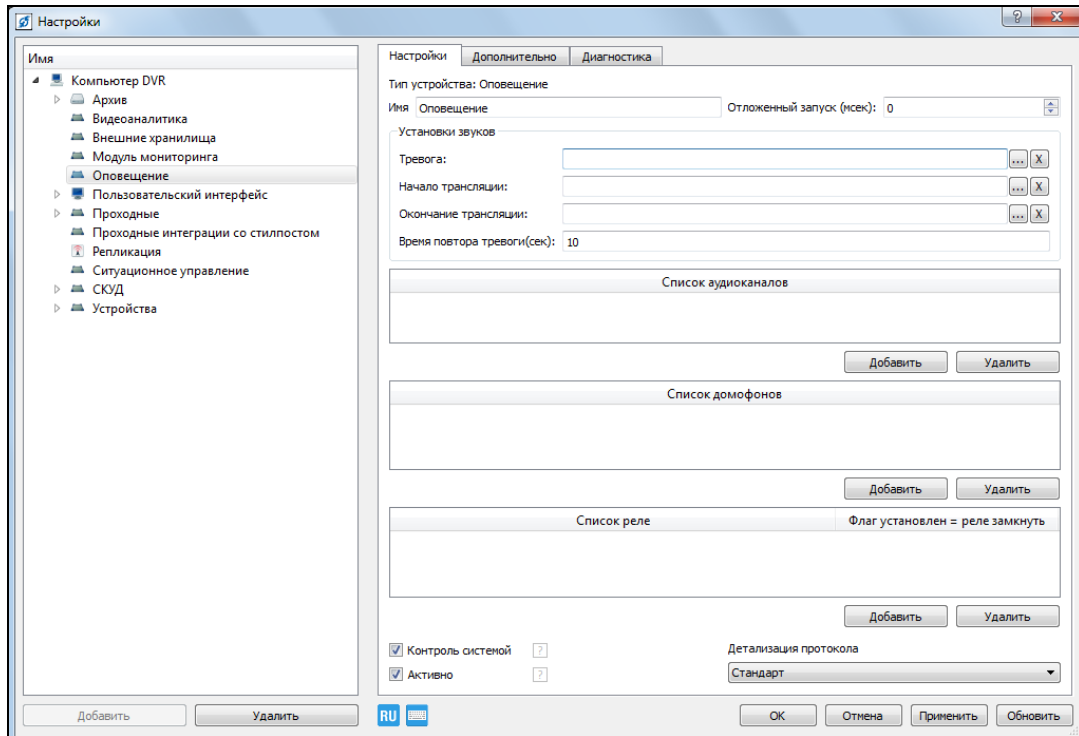 Настройки
Имя
Компьютер DVR
Архив
Видеоаналитика
Внешние хранилища
Модуль мониторинга
Оповещение
Пользовательский интерфейс
Проходные
Проходные интеграции со стилпостом
Репликация
Ситуационное управление
СКУД
Устройства
Добавить Удалить
Настройки Дополнительно Диагностика
Тип устройства: Оповещение
Имя Оповещение Отложенный запуск (мсек): 0
Установки звуков
Тревога: ... X
Начало трансляции: ... X
Окончание трансляции: ... X
Время повтора тревоги(сек): 10
Список аудиоканалов
Добавить Удалить
Список домофонов
Добавить Удалить
Список реле Флаг установлен = реле замкнуть
Добавить Удалить
Контроль системой ? Детализация протокола
Активно ? Стандарт
RU OK Отмена Применить Обновить